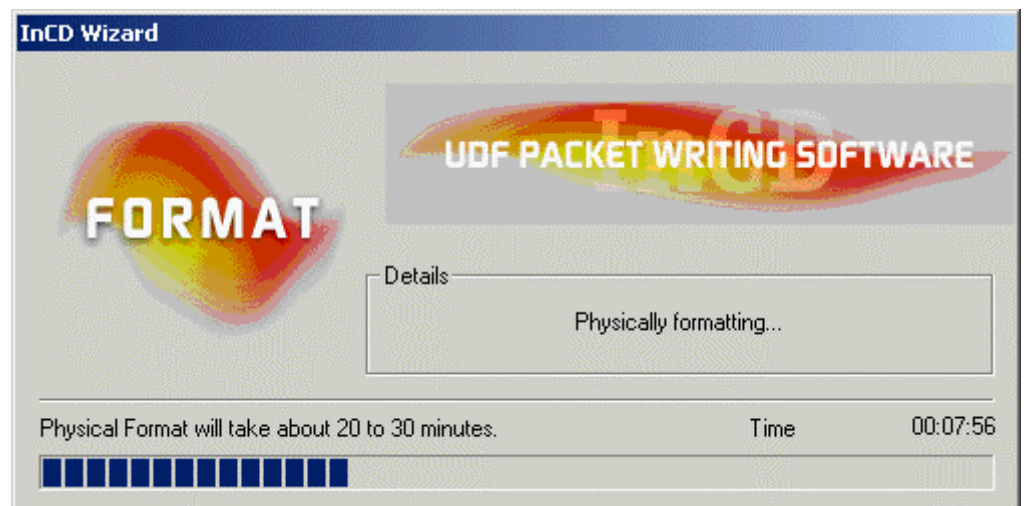 InCD Wizard
InCD
UDF PACKET WRITING SOFTWARE
FORMAT
Details
Physically formatting...
Physical Format will take about 20 to 30 minutes. Time 00:07:56